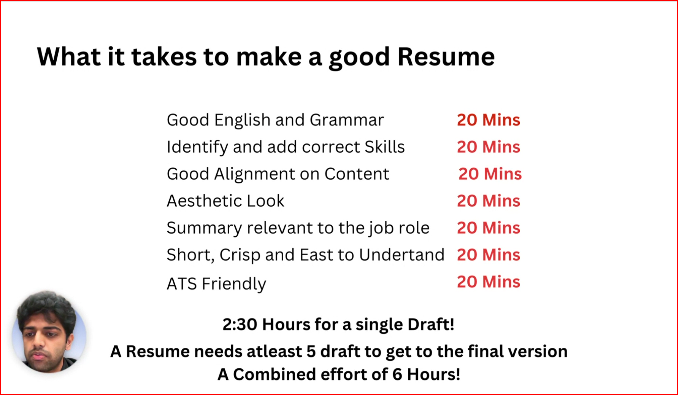 What it takes to make a good Resume
Good English and Grammar 20 Mins
Identify and add correct Skills 20 Mins
Good Alignment on Content 20 Mins
Aesthetic Look 20 Mins
Summary relevant to the job role 20 Mins
Short, Crisp and East to Undertand 20 Mins
ATS Friendly 20 Mins
2:30 Hours for a single Draft!
A Resume needs atleast 5 draft to get to the final version
A Combined effort of 6 Hours!